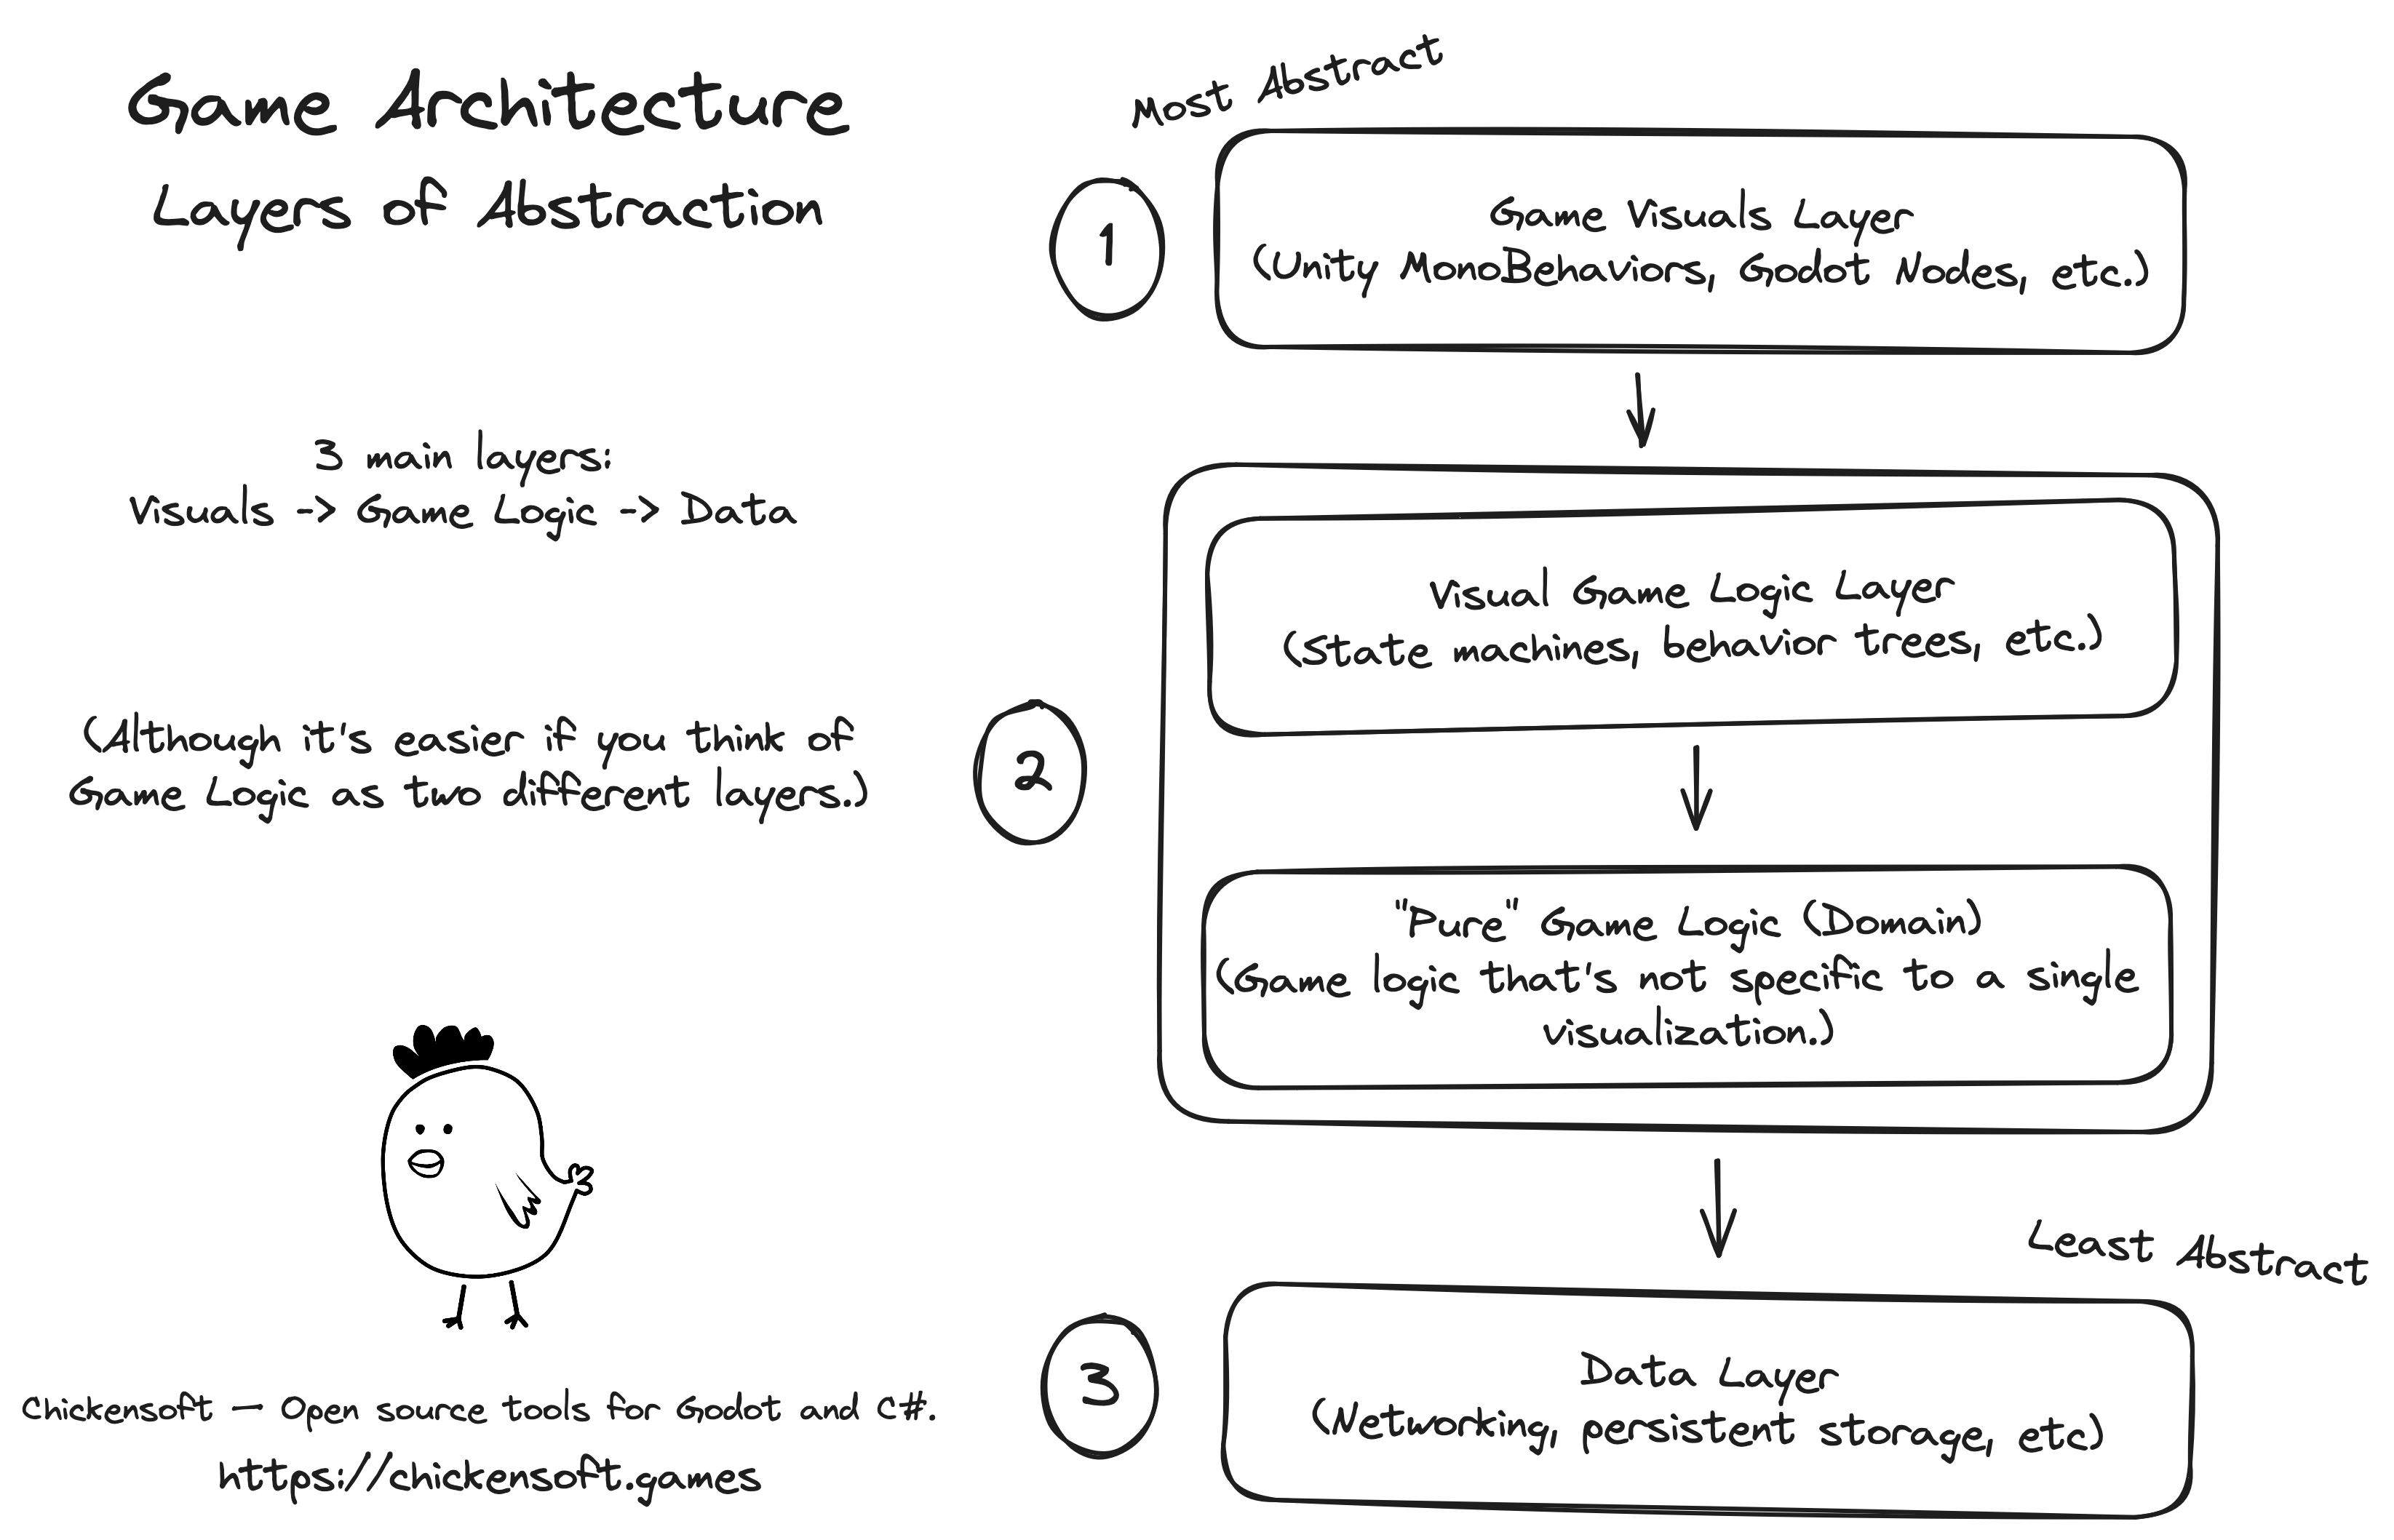 Game Architecture
Layers of Abstraction
3 main layers:
Visuals -> Game Logic -> Data
(Although it's easier if you think of
Game Logic as two different layers.)
Chickensoft — Open source tools for Godot and C#.
https://chickensoft.games
Most Abstract
1
Game Visuals Layer
(Unity MonoBehaviors, Godot Nodes, etc.)
2
Visual Game Logic Layer
(State machines, behavior trees, etc.)
"Pure" Game Logic (Domain)
(Game logic that's not specific to a single
visualization.)
Least Abstract
3
Data Layer
(Networking, persistent storage, etc)